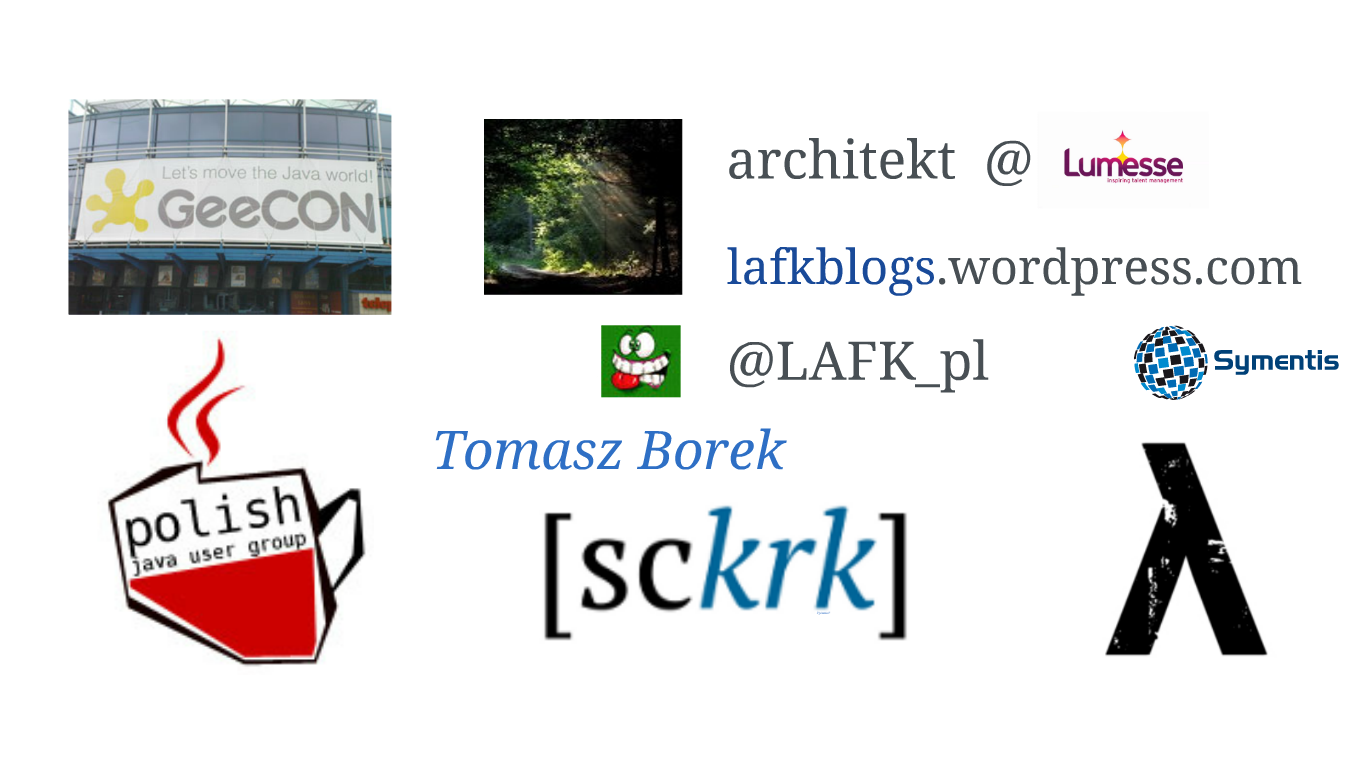 Let's move the Java world!
GeeCON
architekt @
Lumesse
Inspiring talent management
lafkblogs.wordpress.com
@LAFK_pl
Symentis
Tomasz Borek
polish
java user group
[sckrk]
λ